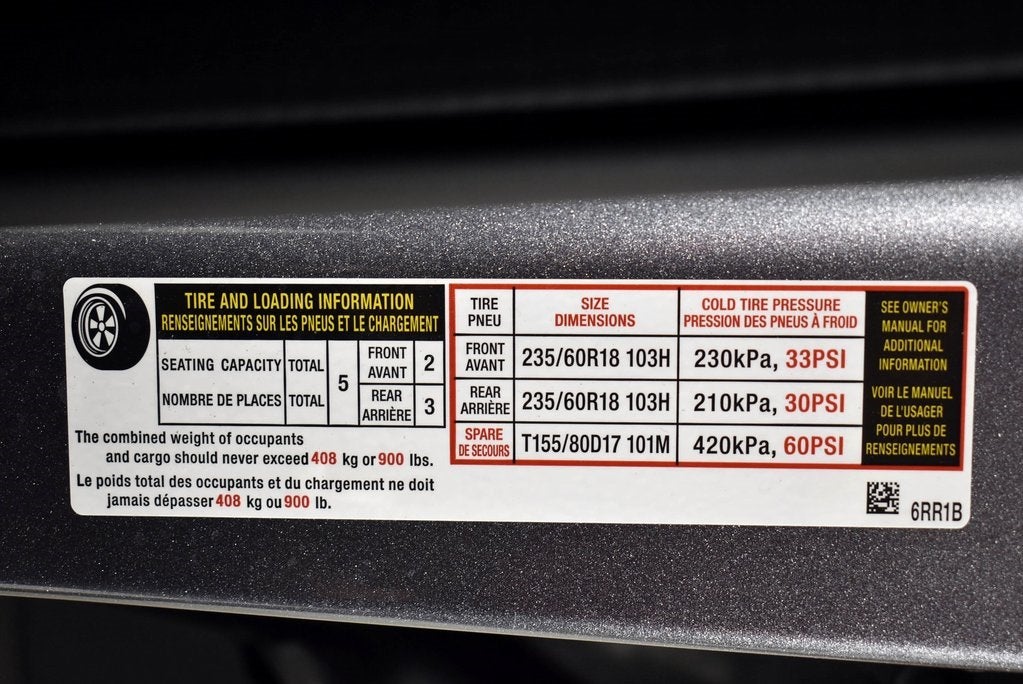 TIRE AND LOADING INFORMATION
RENSEIGNEMENTS SUR LES PNEUS ET LE CHARGEMENT
SEATING CAPACITY TOTAL 5 FRONT AVANT 2
NOMBRE DE PLACES TOTAL REAR ARRIÈRE 3
The combined weight of occupants
and cargo should never exceed 408 kg or 900 lbs.
Le poids total des occupants et du chargement ne doit
jamais dépasser 408 kg ou 900 lb.
TIRE PNEU SIZE DIMENSIONS COLD TIRE PRESSURE PRESSION DES PNEUS À FROID
FRONT AVANT 235/60R18 103H 230kPa, 33PSI
REAR ARRIÈRE 235/60R18 103H 210kPa, 30PSI
SPARE DE SECOURS T155/80D17 101M 420kPa, 60PSI
SEE OWNER'S
MANUAL FOR
ADDITIONAL
INFORMATION
VOIR LE MANUEL
DE L'USAGER
POUR PLUS DE
RENSEIGNEMENTS
6RR1B